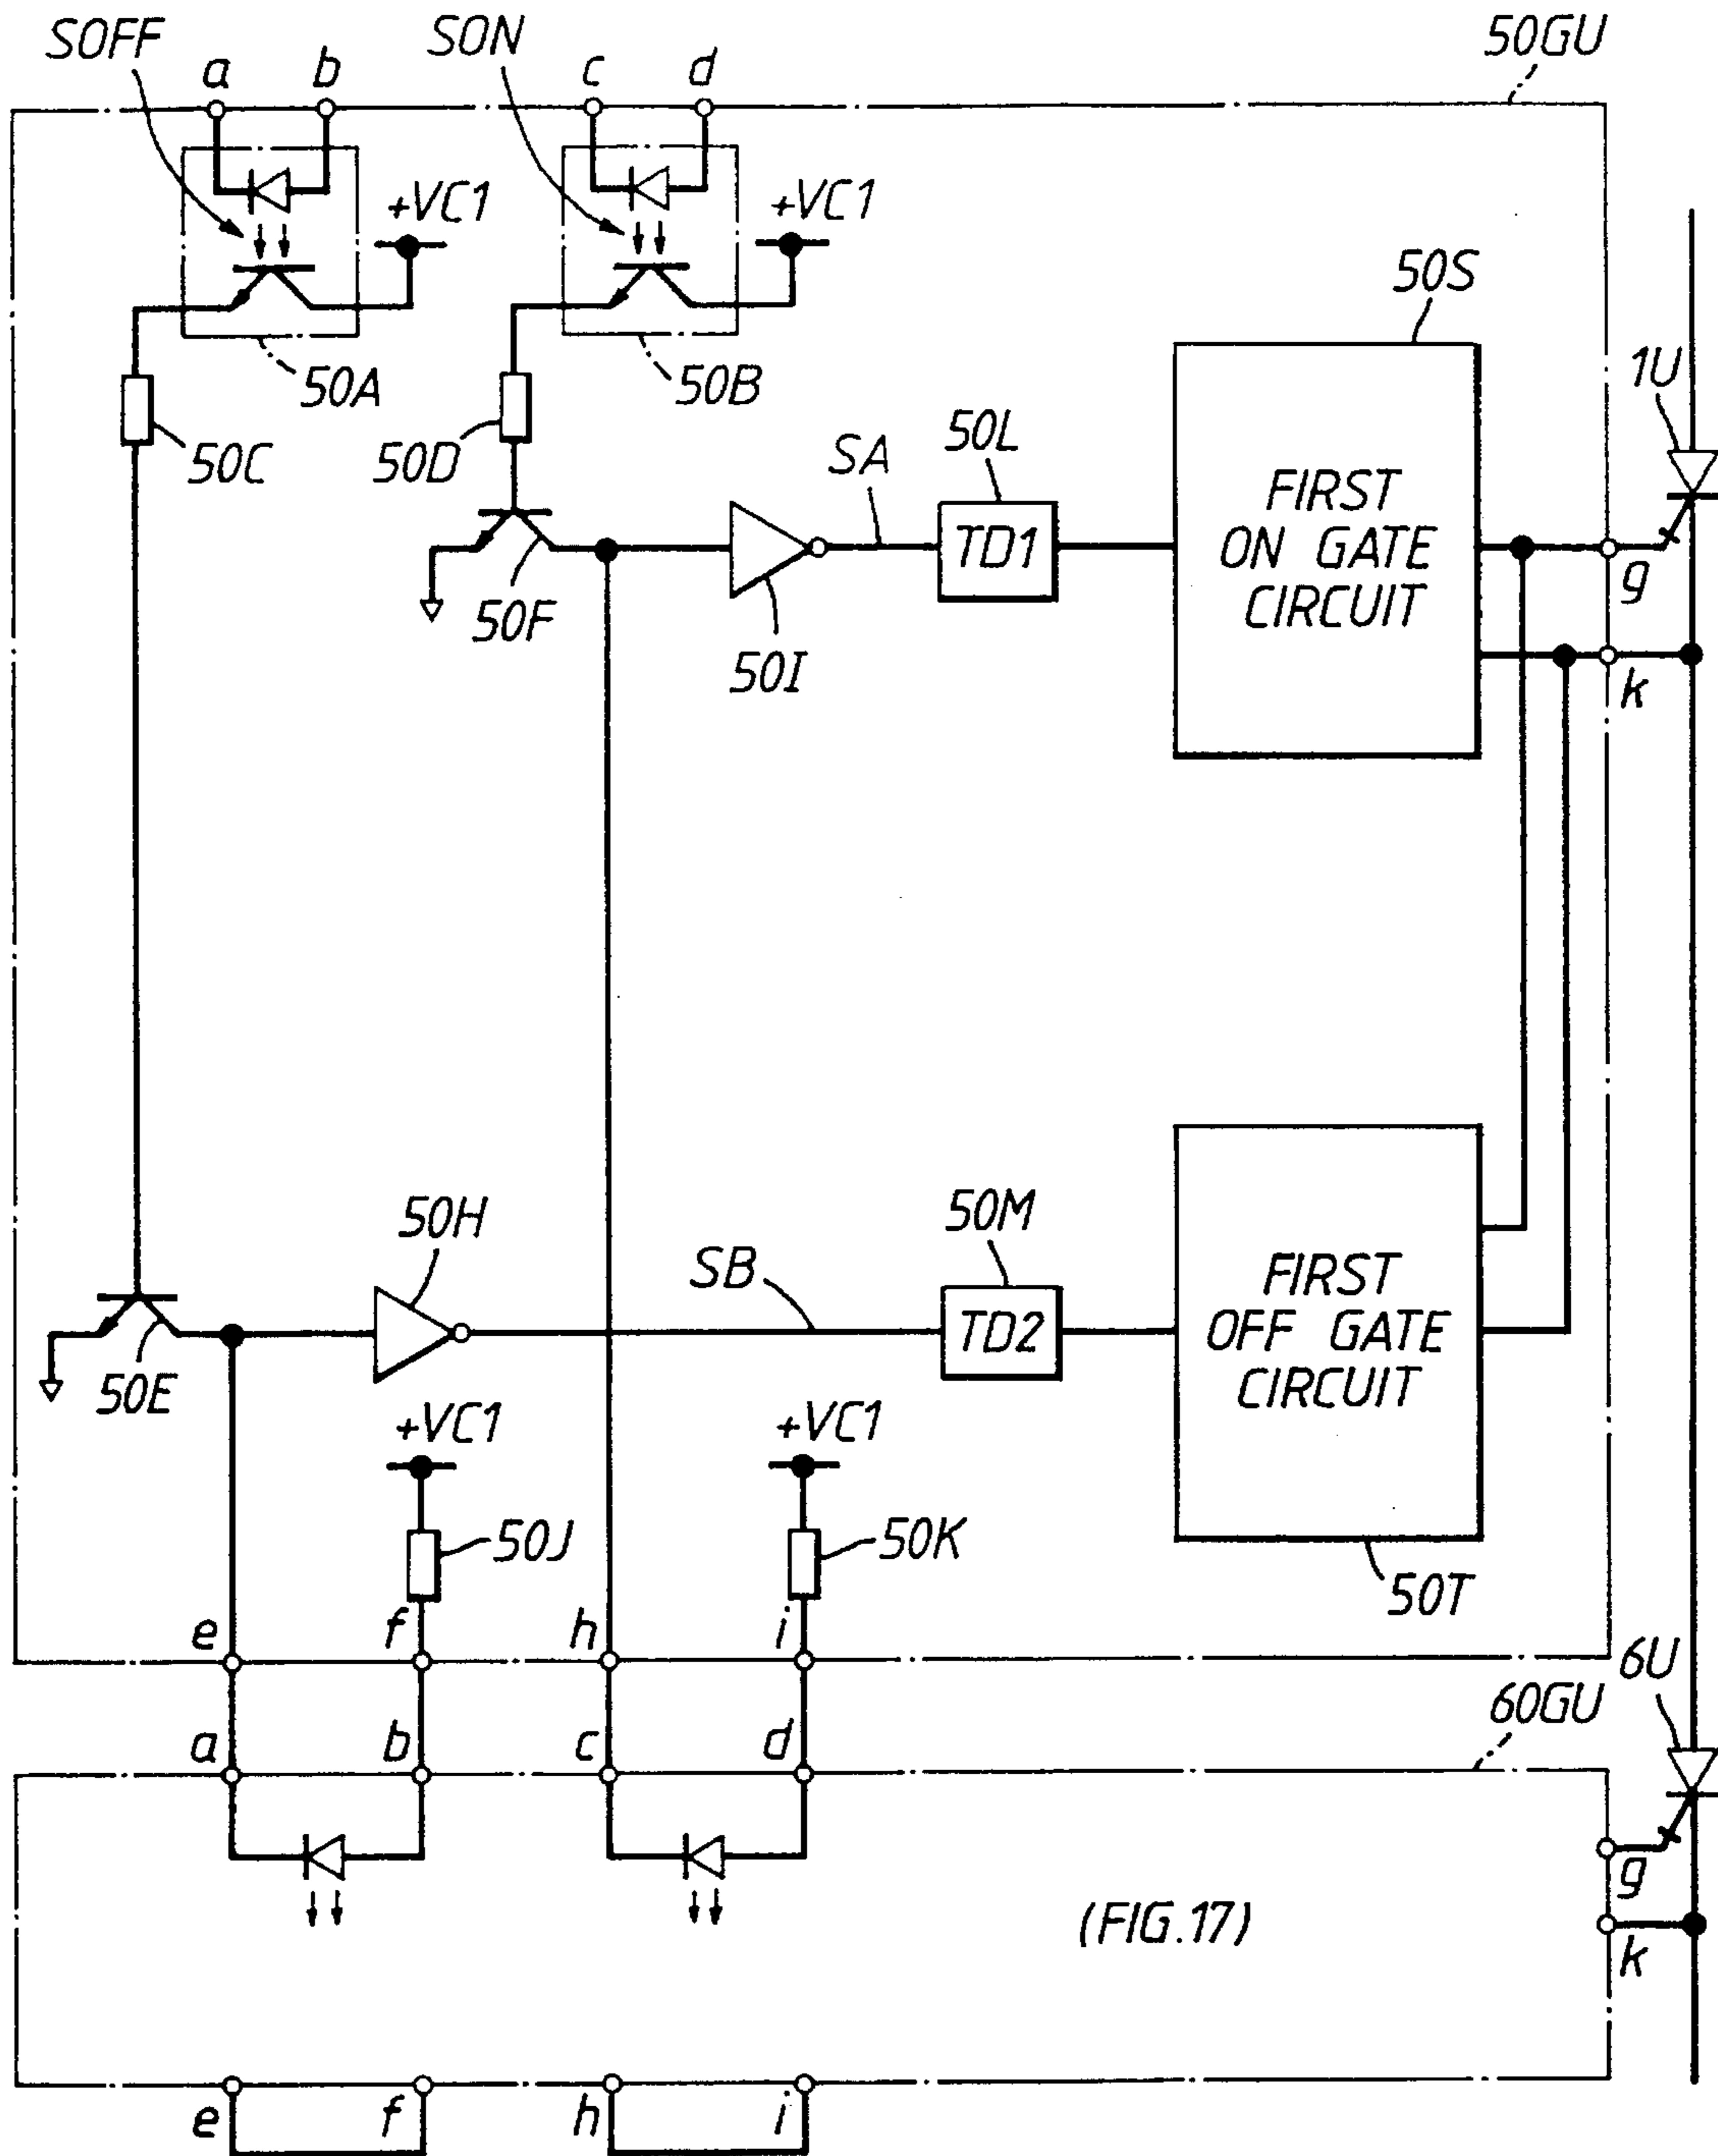 SOFF
SON
50GU
a
b
c
d
+VC1
+VC1
50S
1U
50A
50B
50C
50D
50L
SA
TD1
FIRST
ON GATE
CIRCUIT
g
50F
50I
k
50H
50M
SB
TD2
FIRST
OFF GATE
CIRCUIT
50E
+VC1
+VC1
50J
50K
50T
e
f
h
i
6U
60GU
a
b
c
d
g
(FIG.17)
k
e
f
h
i